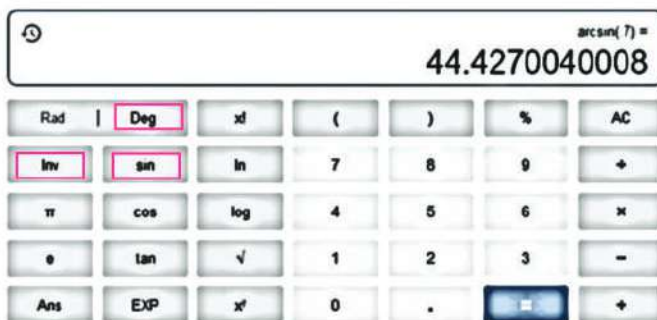 arcsin( 7) =
44.4270040008
Rad | Deg x! ( ) % AC
Inv sin ln 7 8 9 ÷
π cos log 4 5 6 ×
e tan √ 1 2 3 −
Ans EXP 0 . = +